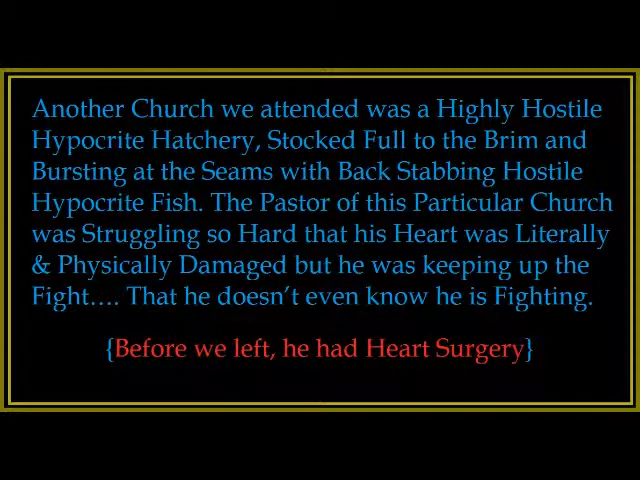 Another Church we attended was a Highly Hostile
Hypocrite Hatchery, Stocked Full to the Brim and
Bursting at the Seams with Back Stabbing Hostile
Hypocrite Fish. The Pastor of this Particular Church
was Struggling so Hard that his Heart was Literally
& Physically Damaged but he was keeping up the
Fight…. That he doesn’t even know he is Fighting.
{Before we left, he had Heart Surgery}